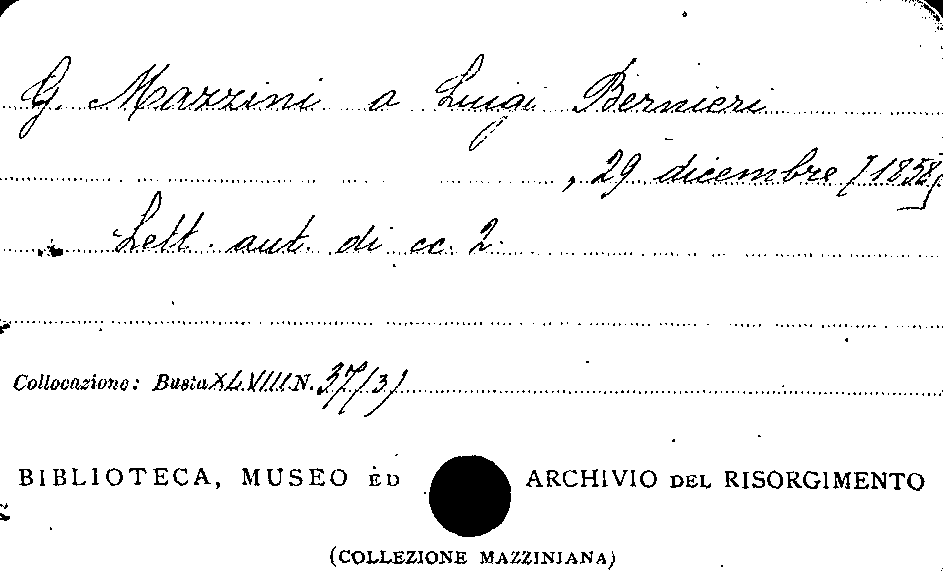 G. Mazzini a Luigi Bernieri
, 29 dicembre [1858]
Lett. aut. di cc. 2.
Collocazione: Busta XLVIII N. 37(3)
BIBLIOTECA, MUSEO ED ARCHIVIO DEL RISORGIMENTO
(COLLEZIONE MAZZINIANA)